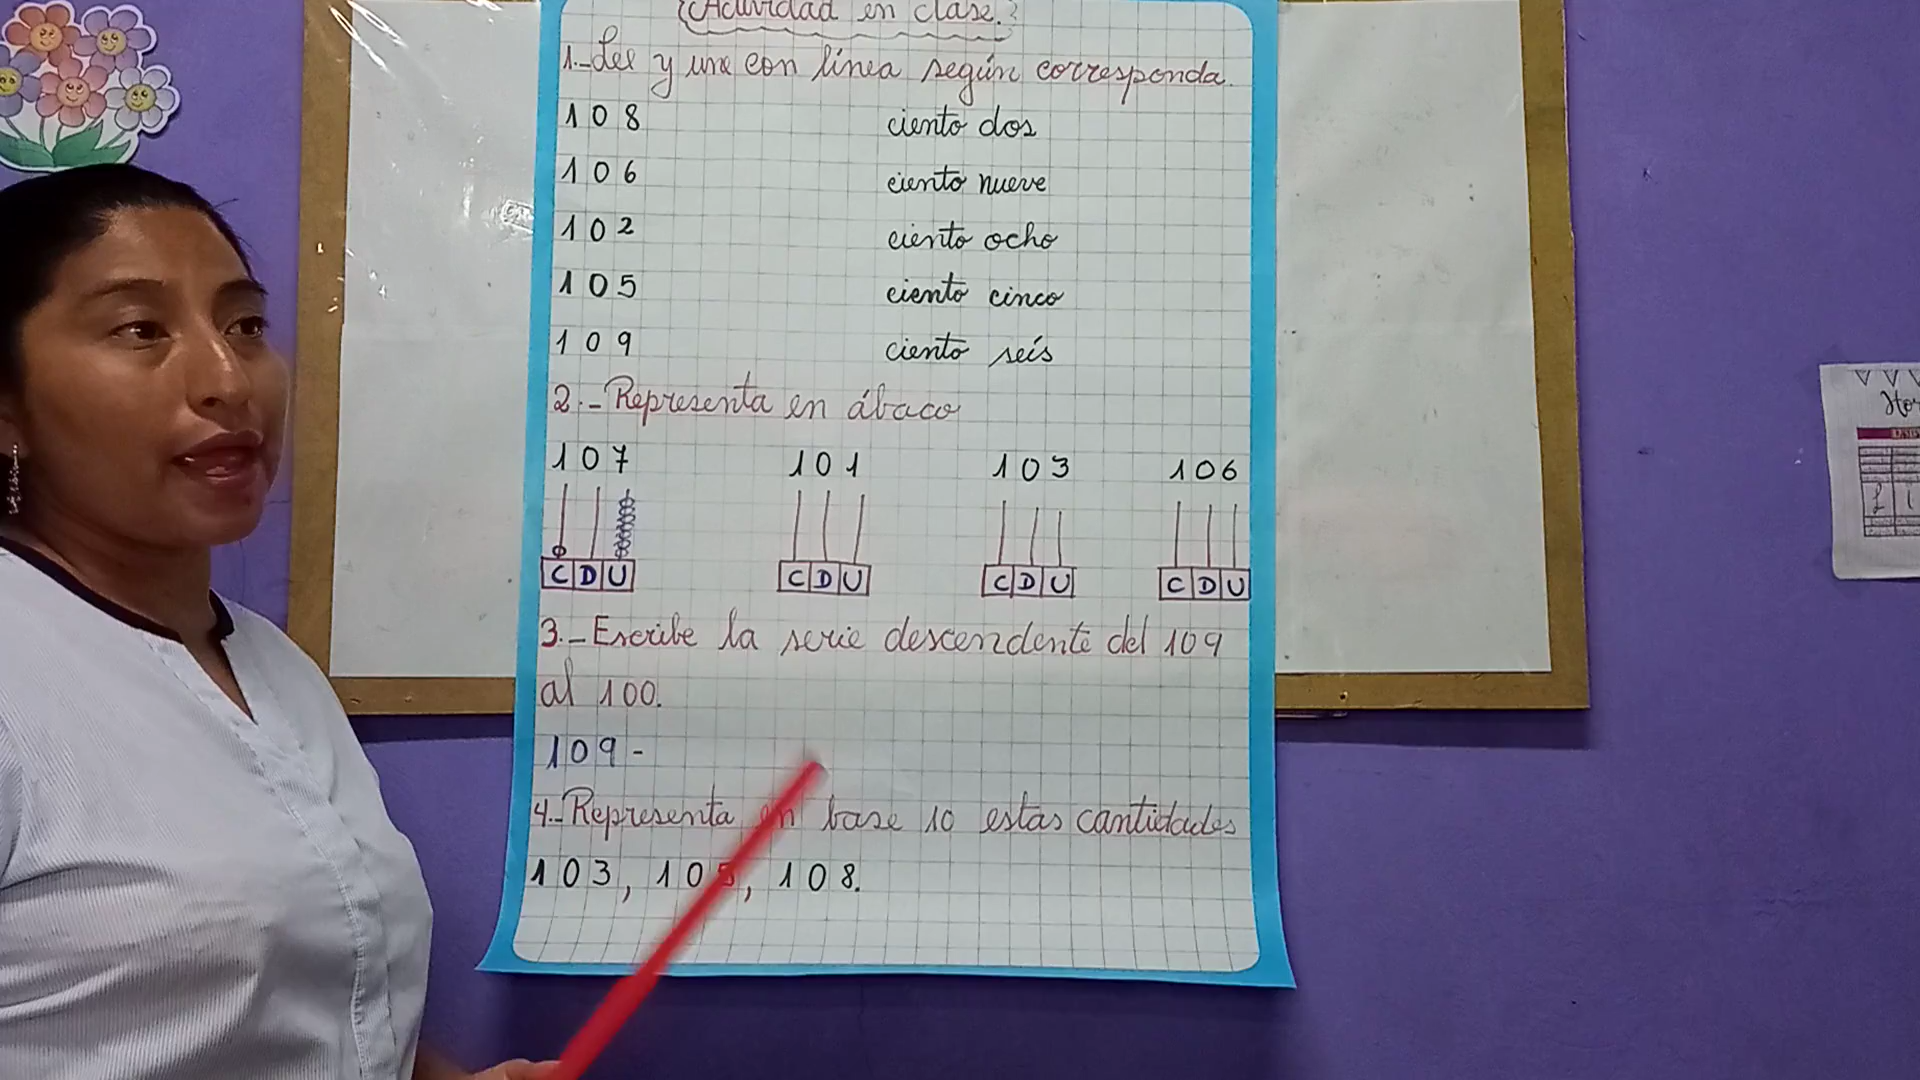 Actividad en clase.
1.- Lee y une con línea según corresponda.
108 ciento dos
106 ciento nueve
102 ciento ocho
105 ciento cinco
109 ciento seís
2.- Representa en ábaco
107 101 103 106
C D U C D U C D U C D U
3.- Escribe la serie descendente del 109
al 100.
109 -
4.- Representa en base 10 estas cantidades
103, 105, 108.